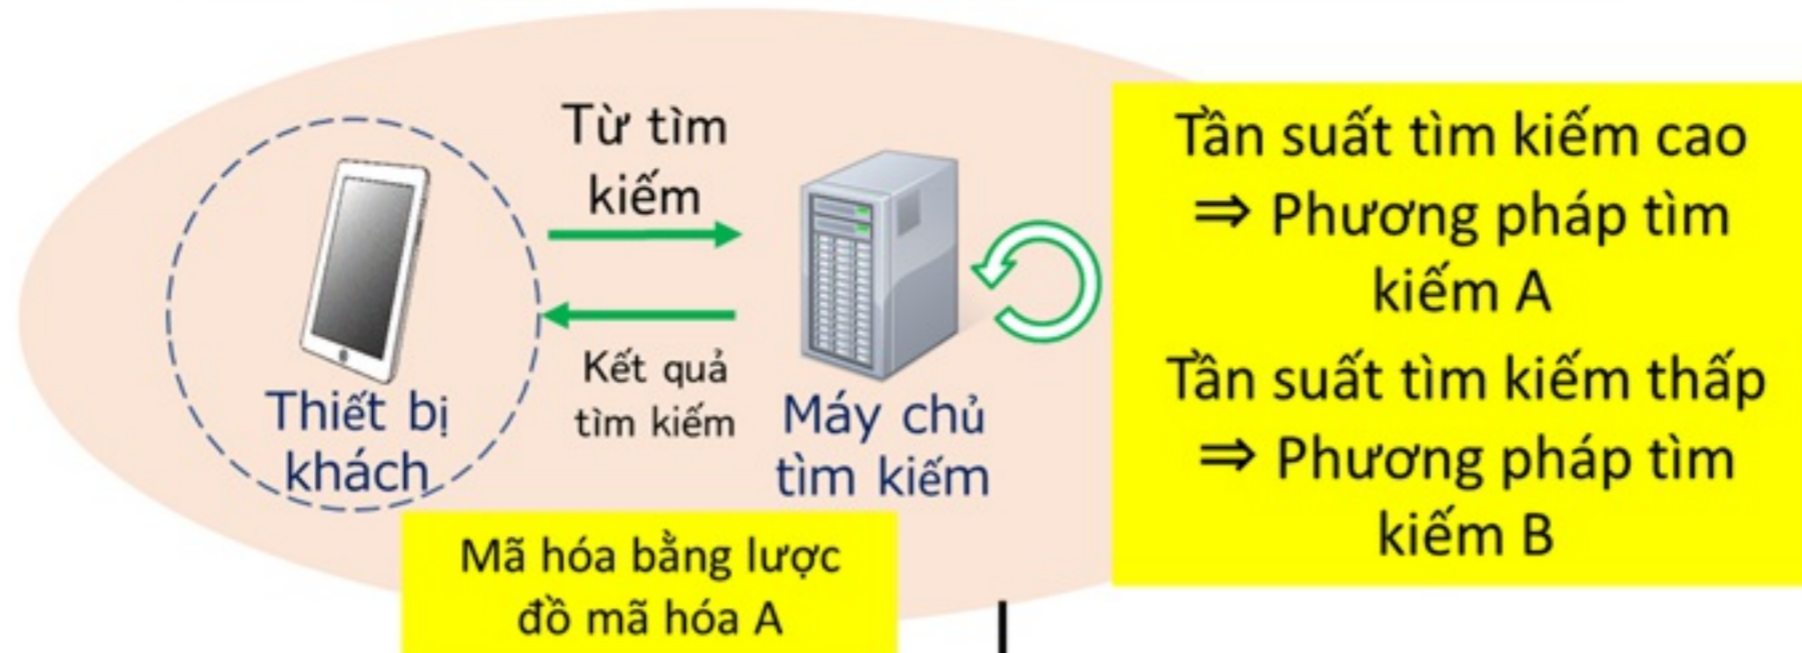 Từ tìm
kiếm
Kết quả
tìm kiếm
Thiết bị
khách
Máy chủ
tìm kiếm
Tần suất tìm kiếm cao
⇒ Phương pháp tìm
kiếm A
Tần suất tìm kiếm thấp
⇒ Phương pháp tìm
kiếm B
Mã hóa bằng lược
đồ mã hóa A